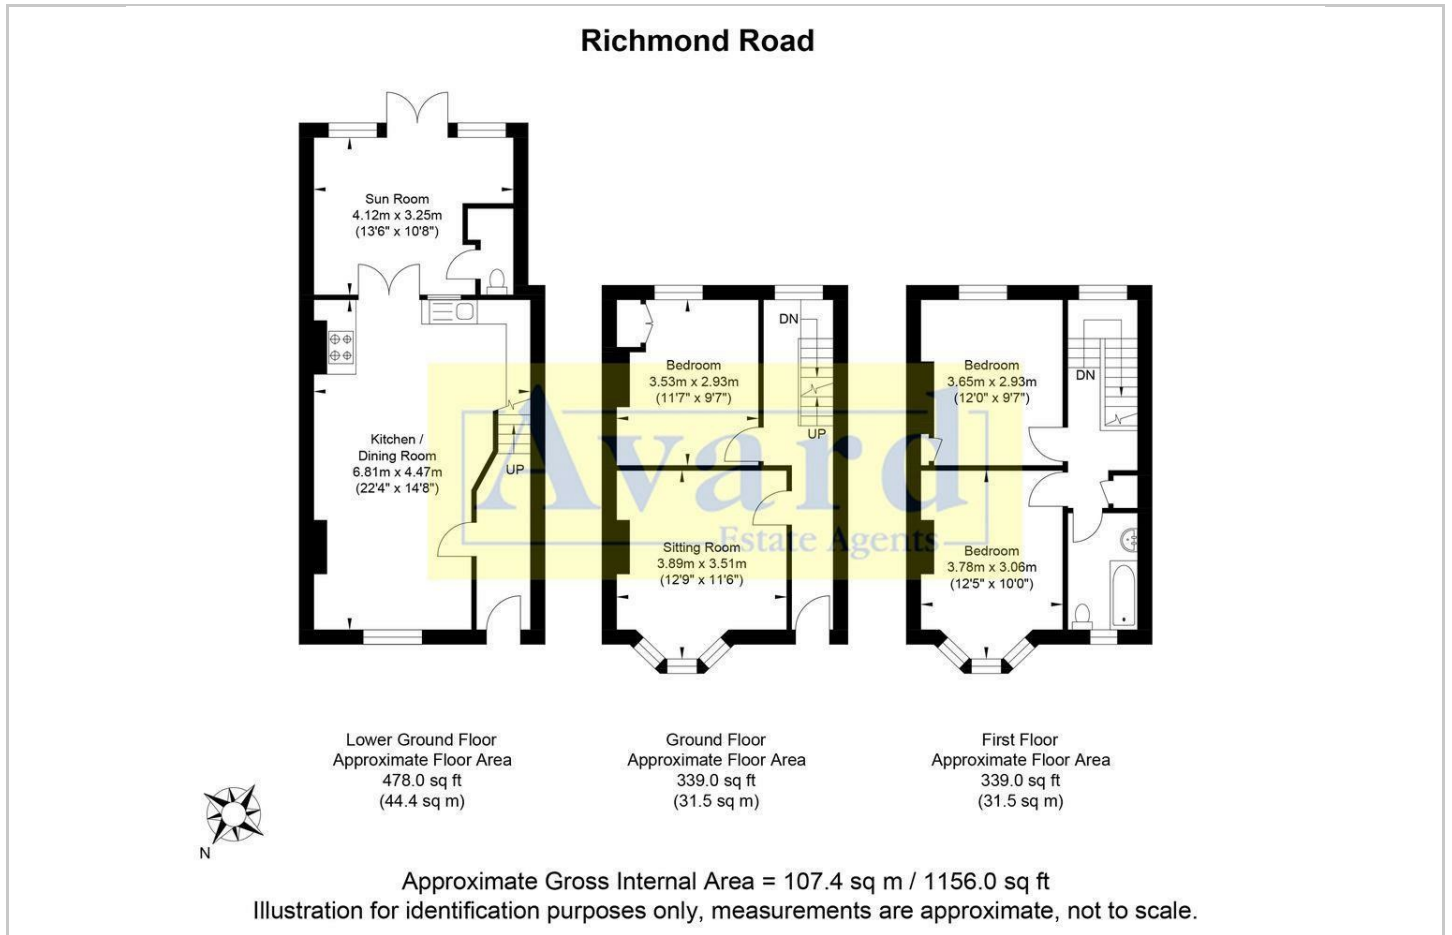 Richmond Road
Sun Room
4.12m x 3.25m
(13'6" x 10'8")
Kitchen /
Dining Room
6.81m x 4.47m
(22'4" x 14'8")
UP
Bedroom
3.53m x 2.93m
(11'7" x 9'7")
DN
UP
Sitting Room
3.89m x 3.51m
(12'9" x 11'6")
Bedroom
3.65m x 2.93m
(12'0" x 9'7")
DN
Bedroom
3.78m x 3.06m
(12'5" x 10'0")
Avard
Estate Agents
Lower Ground Floor
Approximate Floor Area
478.0 sq ft
(44.4 sq m)
Ground Floor
Approximate Floor Area
339.0 sq ft
(31.5 sq m)
First Floor
Approximate Floor Area
339.0 sq ft
(31.5 sq m)
N
Approximate Gross Internal Area = 107.4 sq m / 1156.0 sq ft
Illustration for identification purposes only, measurements are approximate, not to scale.